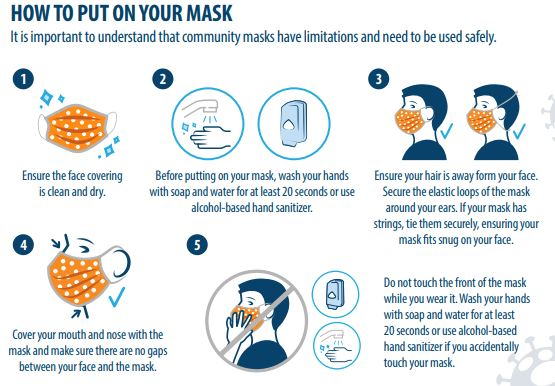 HOW TO PUT ON YOUR MASK
It is important to understand that community masks have limitations and need to be used safely.
1
Ensure the face covering
is clean and dry.
2
Before putting on your mask, wash your hands
with soap and water for at least 20 seconds or use
alcohol-based hand sanitizer.
3
Ensure your hair is away form your face.
Secure the elastic loops of the mask
around your ears. If your mask has
strings, tie them securely, ensuring your
mask fits snug on your face.
4
Cover your mouth and nose with the
mask and make sure there are no gaps
between your face and the mask.
5
Do not touch the front of the mask
while you wear it. Wash your hands
with soap and water for at least
20 seconds or use alcohol-based
hand sanitizer if you accidentally
touch your mask.